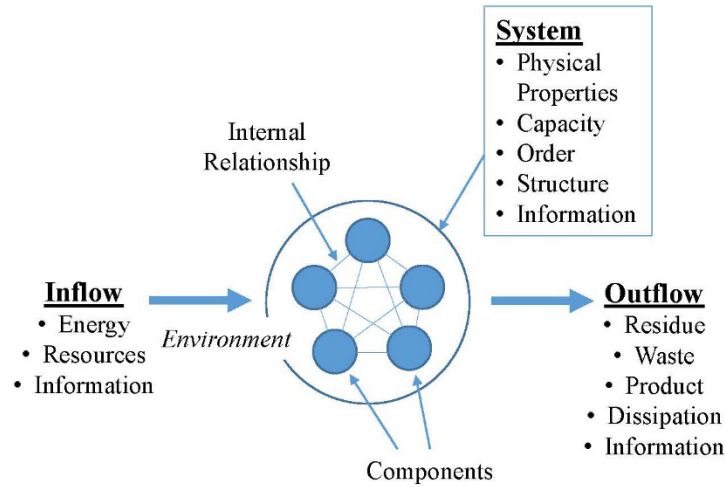 System
• Physical
Properties
• Capacity
• Order
• Structure
• Information
Internal
Relationship
Inflow
• Energy
• Resources
• Information
Environment
Outflow
• Residue
• Waste
• Product
• Dissipation
• Information
Components